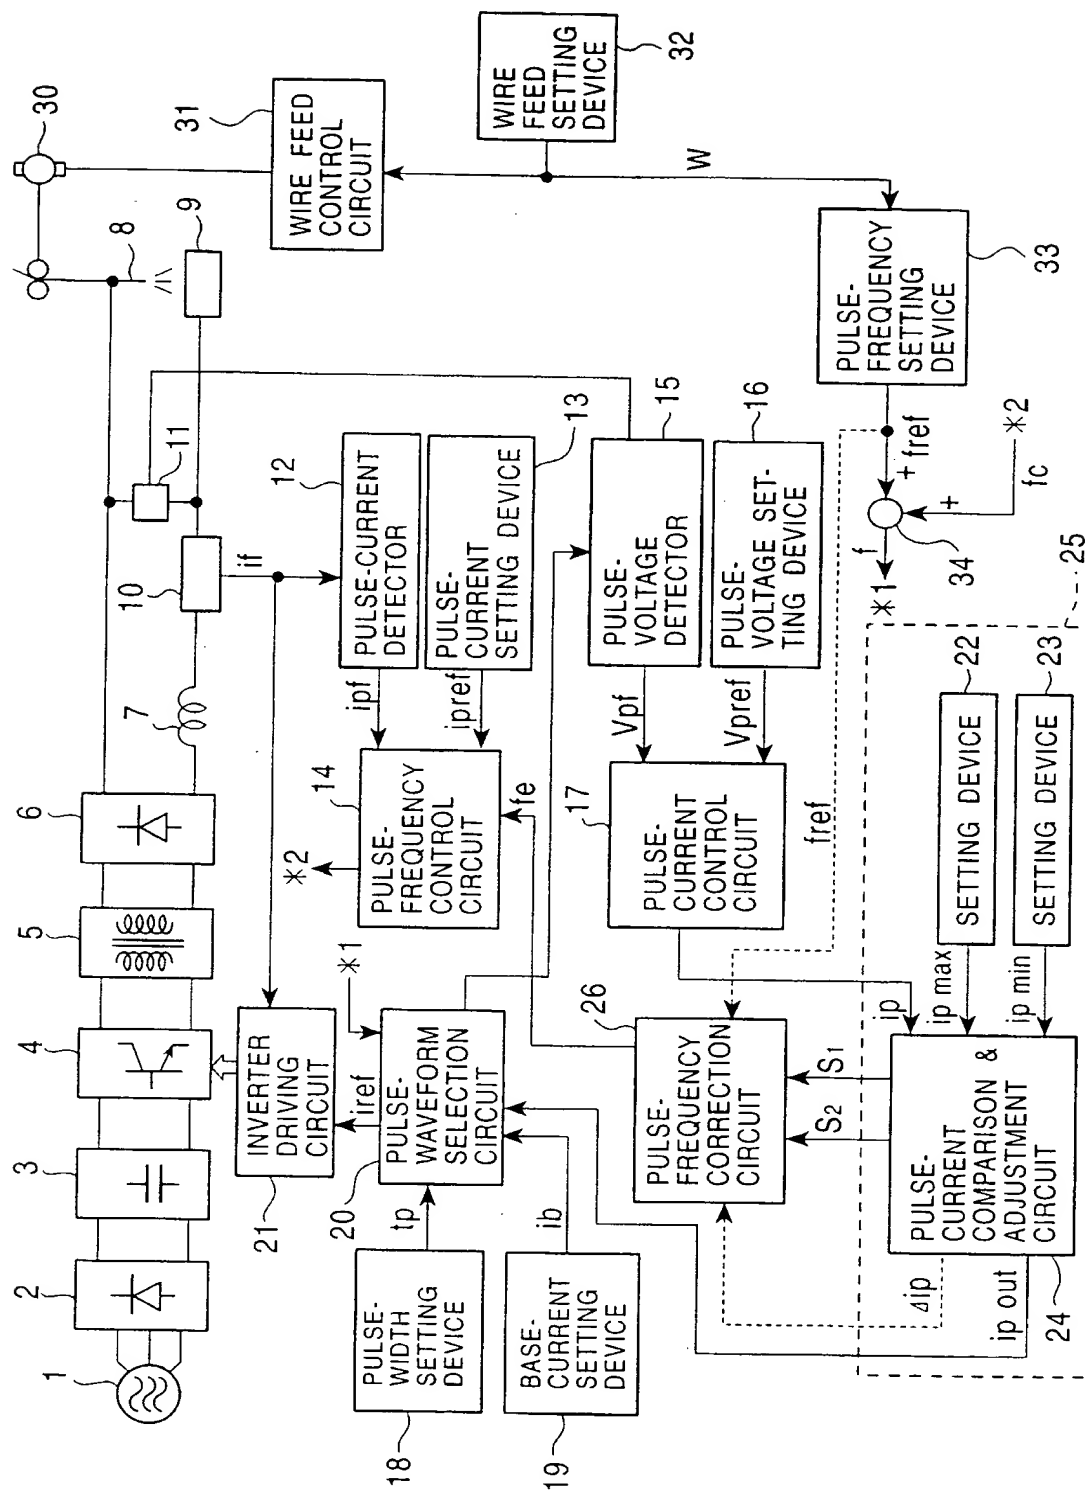 1
2
3
4
5
6
7
8
9
10
11
30
if
INVERTER
DRIVING
CIRCUIT
21
iref
*1
PULSE-
WAVEFORM
SELECTION
CIRCUIT
20
tp
ib
PULSE-
WIDTH
SETTING
DEVICE
18
BASE-
CURRENT
SETTING
DEVICE
19
*2
14
PULSE-
FREQUENCY
CONTROL
CIRCUIT
fe
ipf
ipref
12
PULSE-CURRENT
DETECTOR
PULSE-
CURRENT
SETTING DEVICE
13
31
WIRE FEED
CONTROL
CIRCUIT
WIRE
FEED
SETTING
DEVICE
32
W
15
PULSE-
VOLTAGE
DETECTOR
16
PULSE-
VOLTAGE SET-
TING DEVICE
Vpf
Vpref
17
PULSE-
CURRENT
CONTROL
CIRCUIT
26
PULSE-
FREQUENCY
CORRECTION
CIRCUIT
fref
S1
S2
PULSE-
FREQUENCY
SETTING
DEVICE
33
+
fref
+
fc
*2
f
*1
34
25
ip
ip max
ip min
22
SETTING DEVICE
23
SETTING DEVICE
PULSE-
CURRENT
COMPARISON &
ADJUSTMENT
CIRCUIT
24
⊿ip
ip out